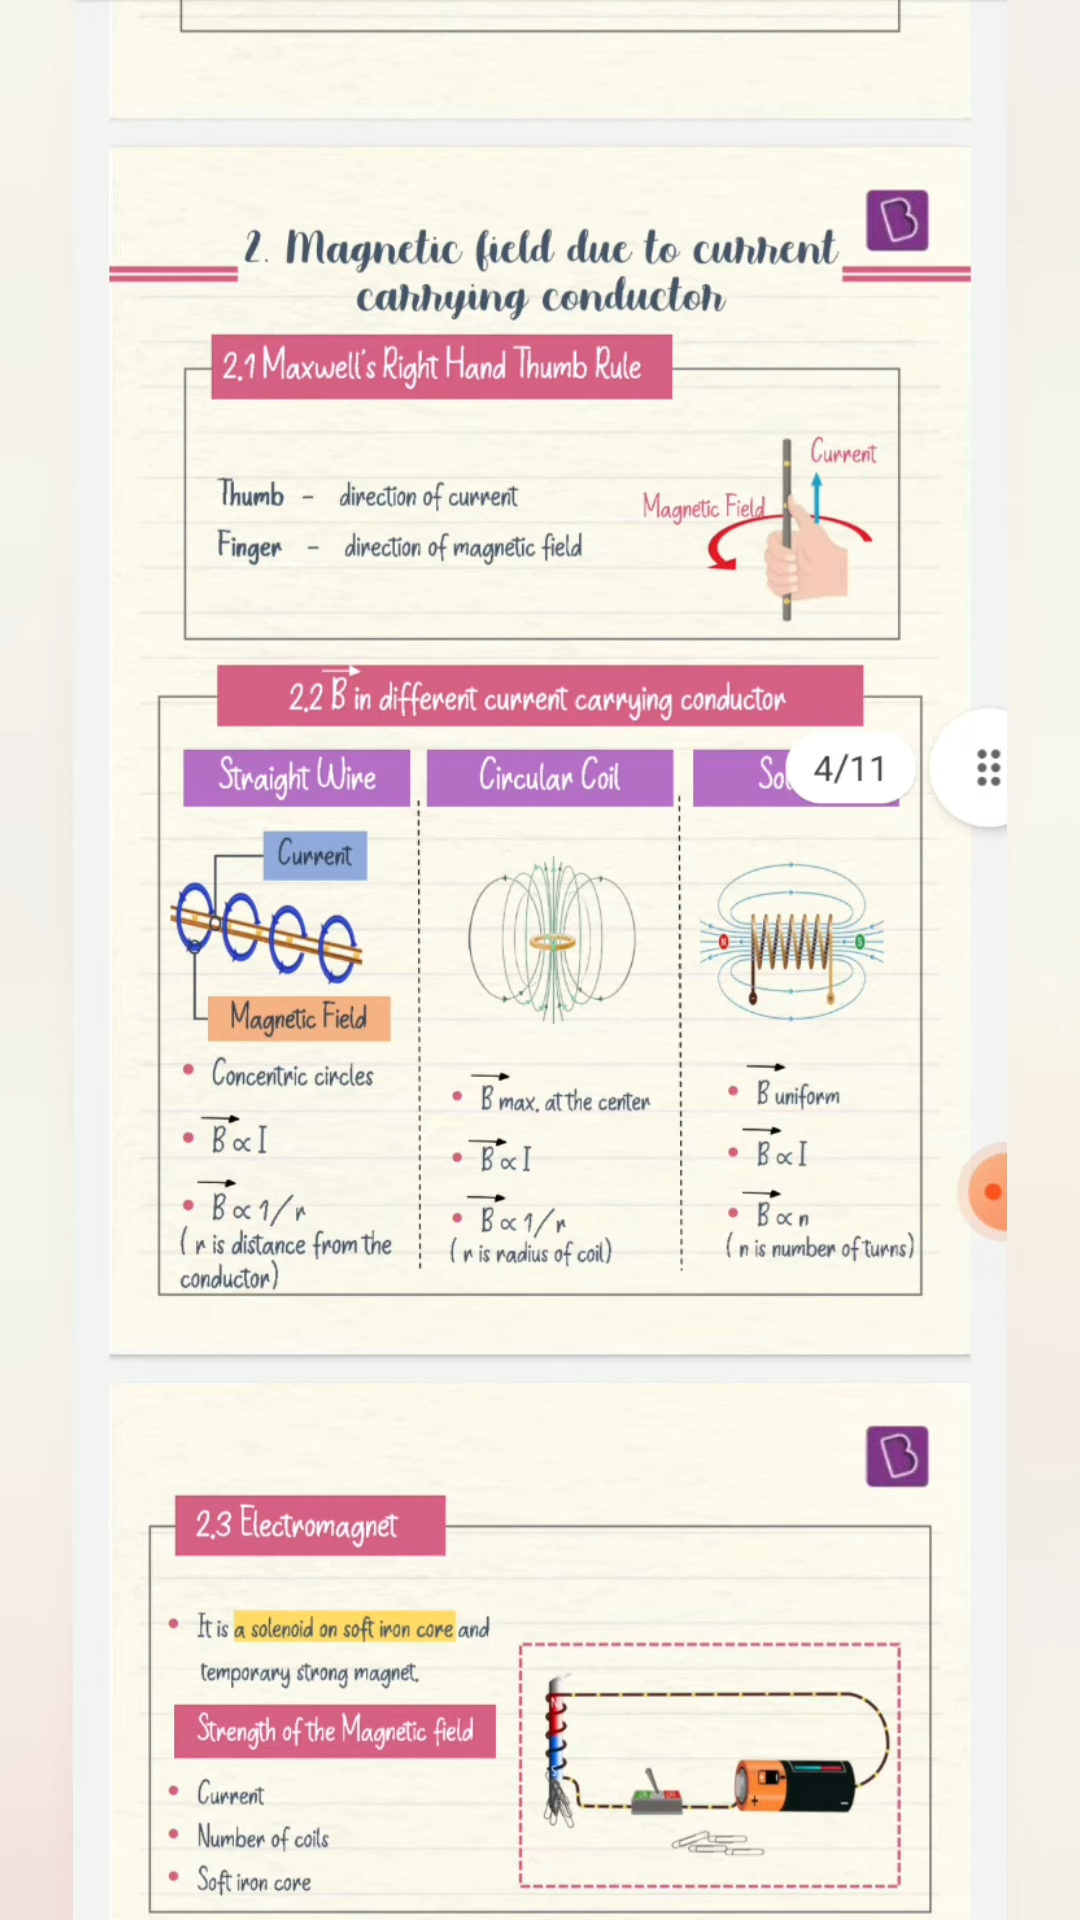 2. Magnetic field due to current
carrying conductor
2.1 Maxwell's Right Hand Thumb Rule
Current
Magnetic Field
Thumb - direction of current
Finger - direction of magnetic field
2.2 B in different current carrying conductor
Straight Wire
Circular Coil
4/11
Current
N
S
Magnetic Field
• Concentric circles
• B ∝ I
• B ∝ 1/r
( r is distance from the
conductor)
• B max. at the center
• B ∝ I
• B ∝ 1/r
( r is radius of coil)
• B uniform
• B ∝ I
• B ∝ n
( n is number of turns)
2.3 Electromagnet
• It is a solenoid on soft iron core and
temporary strong magnet.
Strength of the Magnetic field
• Current
• Number of coils
• Soft iron core
N
+
-